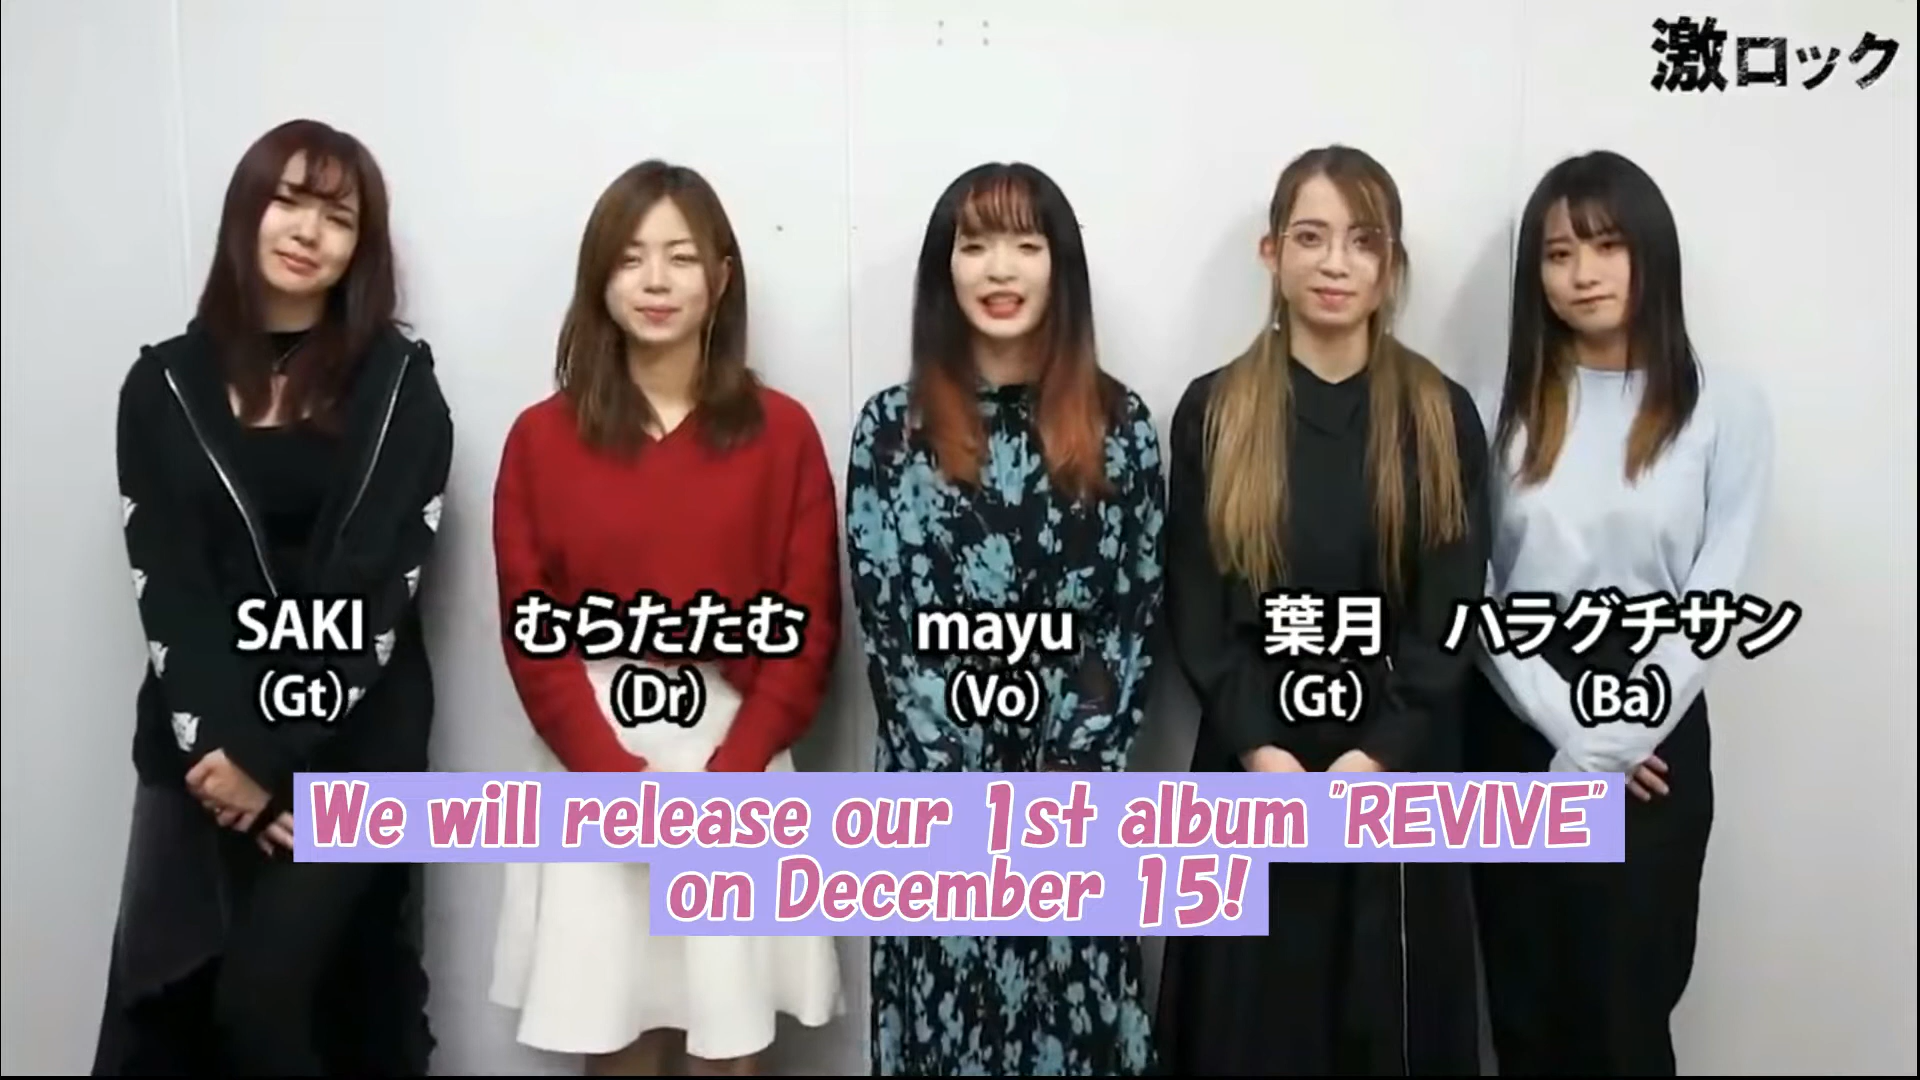 激ロック
SAKI
(Gt)
むらたたむ
(Dr)
mayu
(Vo)
葉月
(Gt)
ハラグチサン
(Ba)
We will release our 1st album "REVIVE"
on December 15!